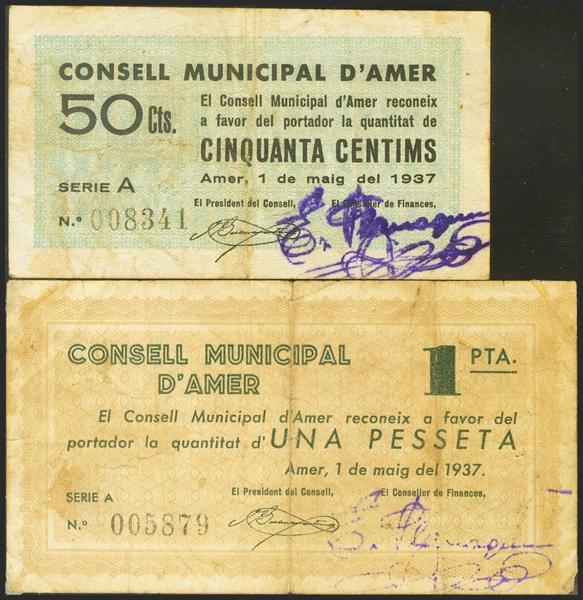 CONSELL MUNICIPAL D'AMER
50 Cts.
El Consell Municipal d'Amer reconeix
a favor del portador la quantitat de
CINQUANTA CENTIMS
Amer, 1 de maig del 1937
SERIE A
El President del Consell, El Conseller de Finances,
N.º 008341
CONSELL MUNICIPAL
D'AMER
1 PTA.
El Consell Municipal d'Amer reconeix a favor del
portador la quantitat d'UNA PESSETA
Amer, 1 de maig del 1937.
SERIE A
El President del Consell, El Conseller de Finances,
N.º 005879